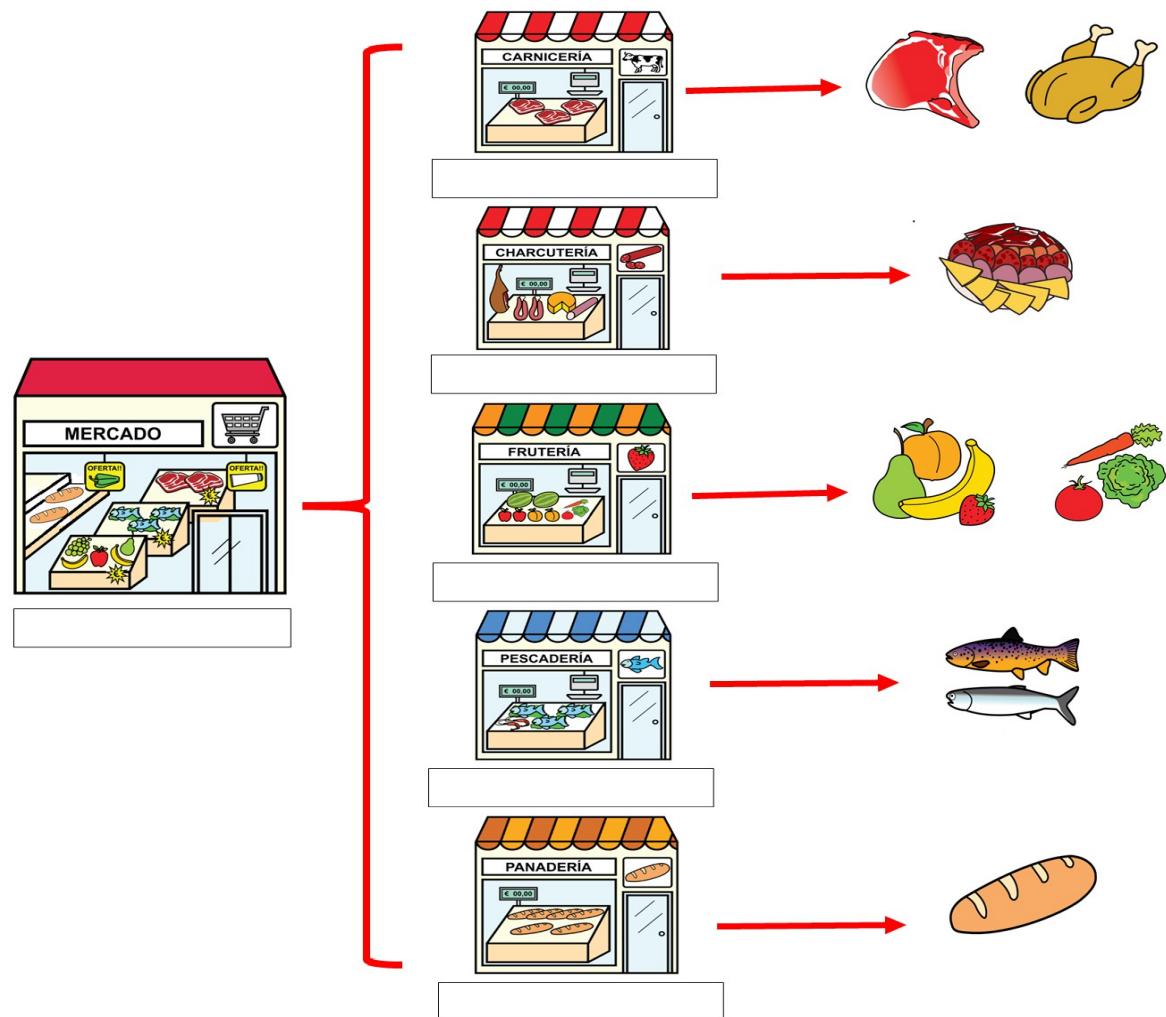 CARNICERÍA
€ 00,00
CHARCUTERÍA
€ 00,00
MERCADO
OFERTA!!
OFERTA!!
€
€
FRUTERÍA
€ 00,00
PESCADERÍA
€ 00,00
PANADERÍA
€ 00,00